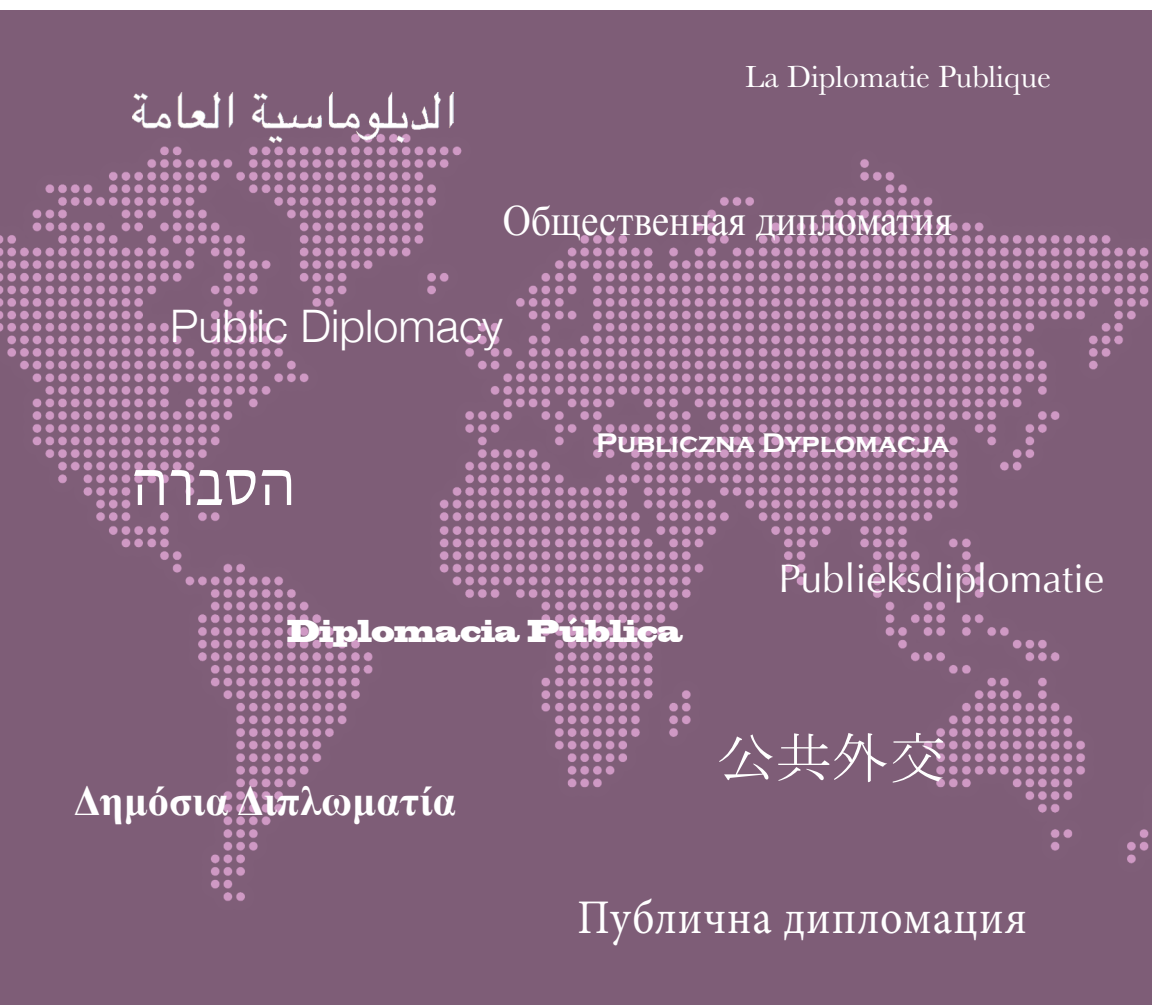 La Diplomatie Publique
الدبلوماسية العامة
Общественная дипломатия
Public Diplomacy
Publiczna Dyplomacja
הסברה
Publieksdiplomatie
Diplomacia Pública
公共外交
Δημόσια Διπλωματία
Публична дипломация